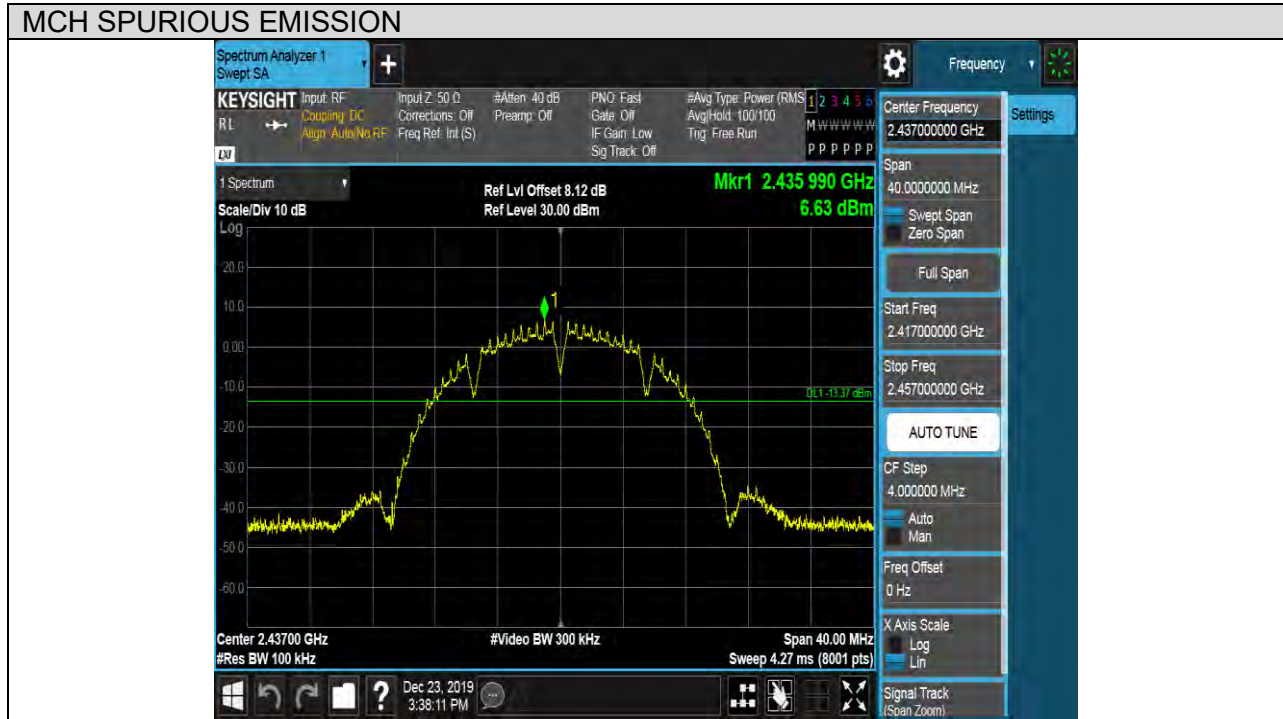 MCH SPURIOUS EMISSION
Spectrum Analyzer 1
Swept SA
Frequency
KEYSIGHT
RL
LXI
Input: RF
Coupling: DC
Align: Auto/No RF
Input Z: 50 Ω
Corrections: Off
Freq Ref: Int (S)
#Atten: 40 dB
Preamp: Off
PNO: Fast
Gate: Off
IF Gain: Low
Sig Track: Off
#Avg Type: Power (RMS
Avg|Hold: 100/100
Trig: Free Run
1 2 3 4 5 6
M W W W W W
P P P P P P
Settings
1 Spectrum
Scale/Div 10 dB
Ref Lvl Offset 8.12 dB
Ref Level 30.00 dBm
Mkr1 2.435 990 GHz
6.63 dBm
Log
20.0
10.0
0.00
-10.0
-20.0
-30.0
-40.0
-50.0
-60.0
1
DL1 -13.37 dBm
Center 2.43700 GHz
#Res BW 100 kHz
#Video BW 300 kHz
Span 40.00 MHz
Sweep 4.27 ms (8001 pts)
Center Frequency
2.437000000 GHz
Span
40.0000000 MHz
Swept Span
Zero Span
Full Span
Start Freq
2.417000000 GHz
Stop Freq
2.457000000 GHz
AUTO TUNE
CF Step
4.000000 MHz
Auto
Man
Freq Offset
0 Hz
X Axis Scale
Log
Lin
Signal Track
(Span Zoom)
?
Dec 23, 2019
3:38:11 PM